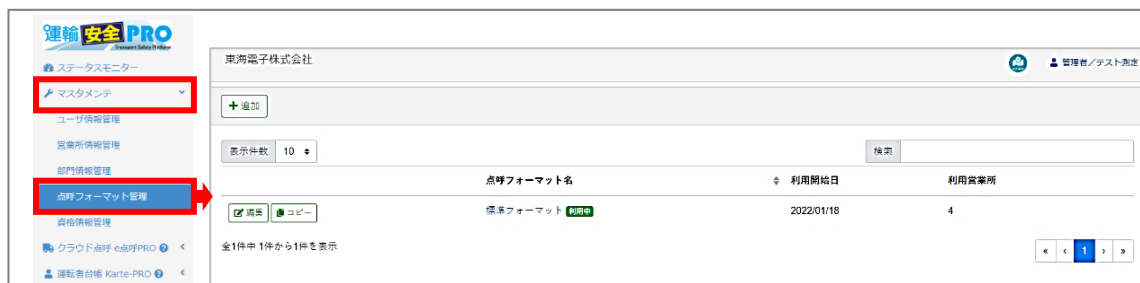 運輸安全PRO
Transport Safety Platform
ステータスモニター
マスタメンテ
ユーザ情報管理
営業所情報管理
部門情報管理
点呼フォーマット管理
資格情報管理
クラウド点呼 e点呼PRO
運転者台帳 Karte-PRO
東海電子株式会社
管理者/テスト測定
+追加
表示件数 10
検索
点呼フォーマット名 利用開始日 利用営業所
編集 コピー 標準フォーマット 利用中 2022/01/18 4
全1件中 1件から1件を表示
« ‹ 1 › »